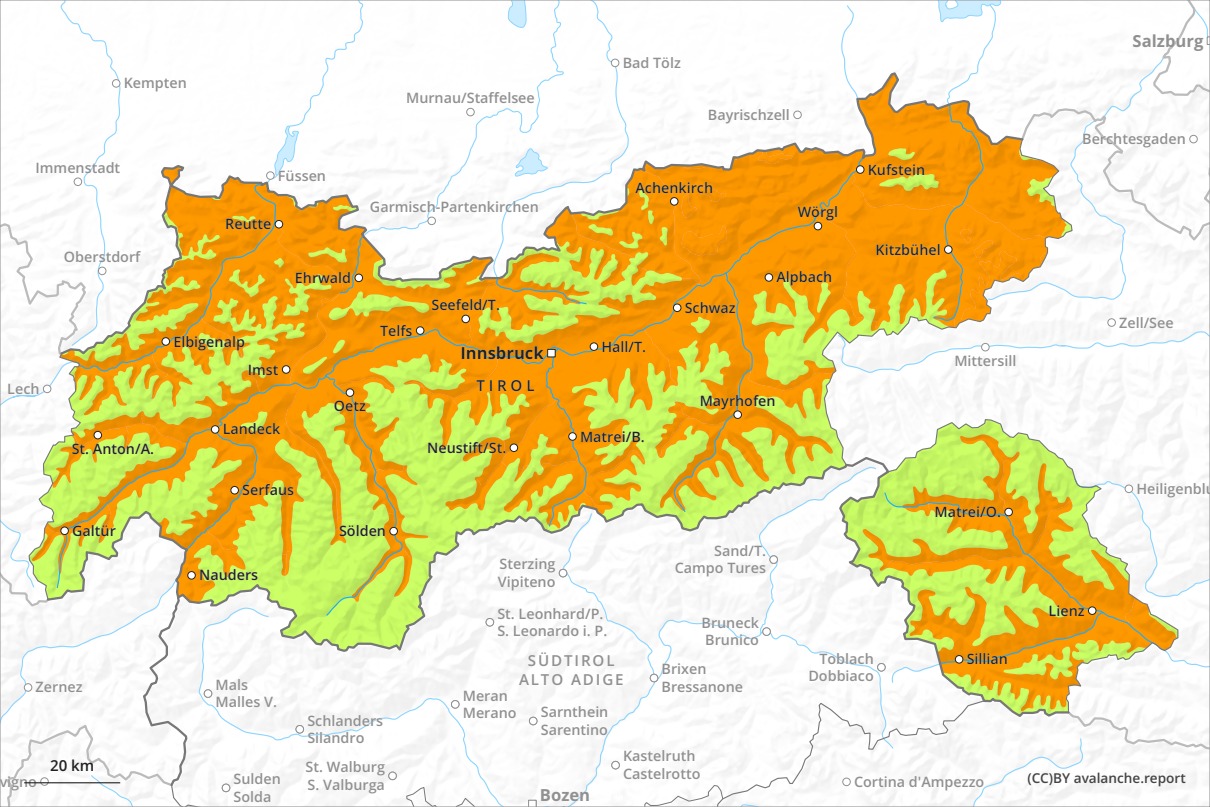 Salzburg
Bad Tölz
Kempten
Murnau/Staffelsee
Bayrischzell
Berchtesgaden
Immenstadt
Füssen
Kufstein
Achenkirch
Garmisch-Partenkirchen
Wörgl
Reutte
Kitzbühel
Oberstdorf
Ehrwald
Alpbach
Seefeld/T.
Schwaz
Zell/See
Telfs
Elbigenalp
Innsbruck
Hall/T.
Mittersill
Imst
TIROL
Lech
Oetz
Mayrhofen
Landeck
Matrei/B.
St. Anton/A.
Neustift/St.
Serfaus
Heiligenblu
Matrei/O.
Galtür
Sölden
Sand/T.
Campo Tures
Sterzing
Vipiteno
Nauders
Lienz
St. Leonhard/P.
S. Leonardo i. P.
Bruneck
Brunico
Sillian
SÜDTIROL
ALTO ADIGE
Toblach
Dobbiaco
Brixen
Bressanone
Zernez
Mals
Malles V.
Meran
Merano
Sarnthein
Sarentino
Schlanders
Silandro
Kastelruth
Castelrotto
20 km
St. Walburg
S. Valburga
vigno
Sulden
Solda
Cortina d'Ampezzo
(CC)BY avalanche.report
Bozen